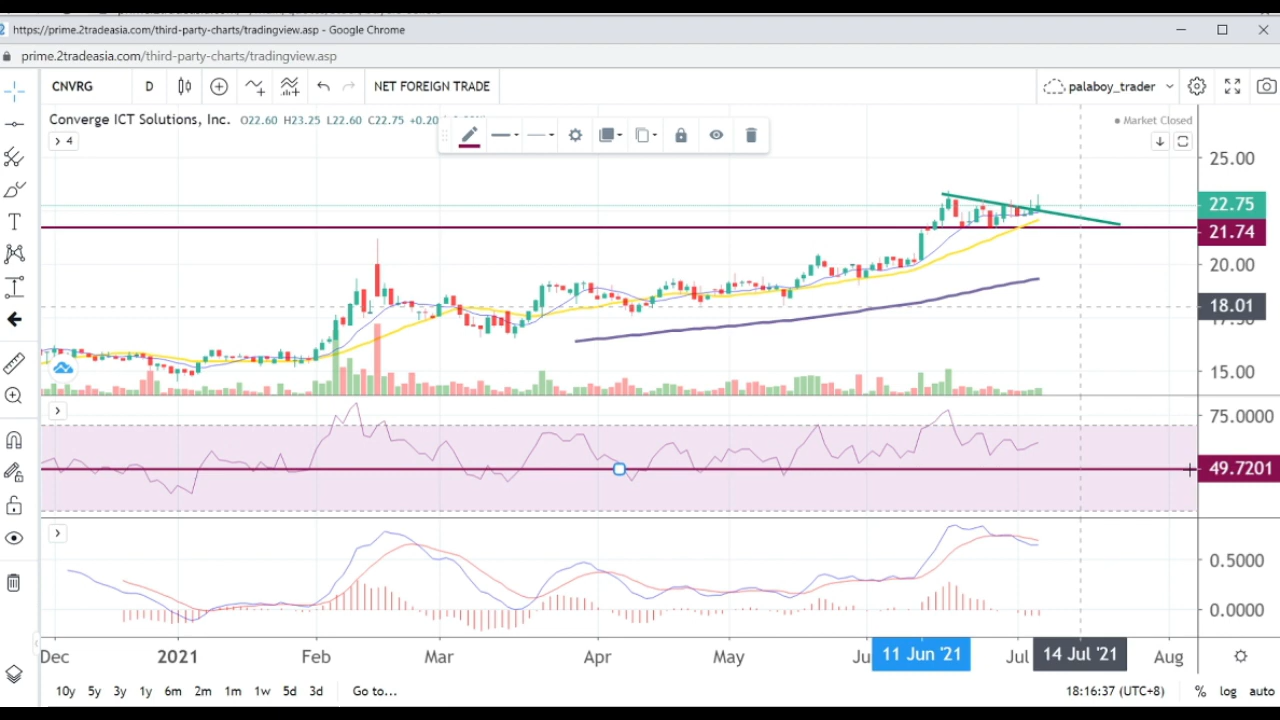 https://prime.2tradeasia.com/third-party-charts/tradingview.asp - Google Chrome
prime.2tradeasia.com/third-party-charts/tradingview.asp
CNVRG D NET FOREIGN TRADE palaboy_trader
Converge ICT Solutions, Inc. O22.60 H23.25 L22.60 C22.75 +0.20
Market Closed
4
25.00
22.75
21.74
20.00
18.01
17.50
15.00
75.0000
49.7201
0.5000
0.0000
Dec 2021 Feb Mar Apr May Ju 11 Jun '21 Jul 14 Jul '21 Aug
10y 5y 3y 1y 6m 2m 1m 1w 5d 3d Go to... 18:16:37 (UTC+8) % log auto